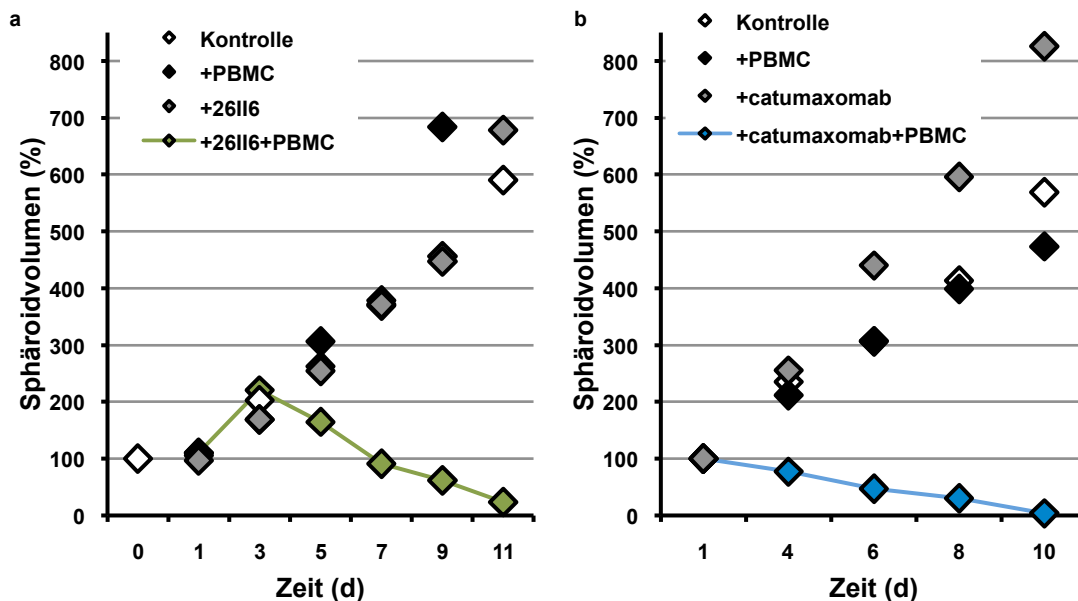 a
Kontrolle
+PBMC
+26II6
+26II6+PBMC
800
700
600
500
400
300
200
100
0
Sphäroidvolumen (%)
0 1 3 5 7 9 11
Zeit (d)
b
Kontrolle
+PBMC
+catumaxomab
+catumaxomab+PBMC
800
700
600
500
400
300
200
100
0
Sphäroidvolumen (%)
1 4 6 8 10
Zeit (d)